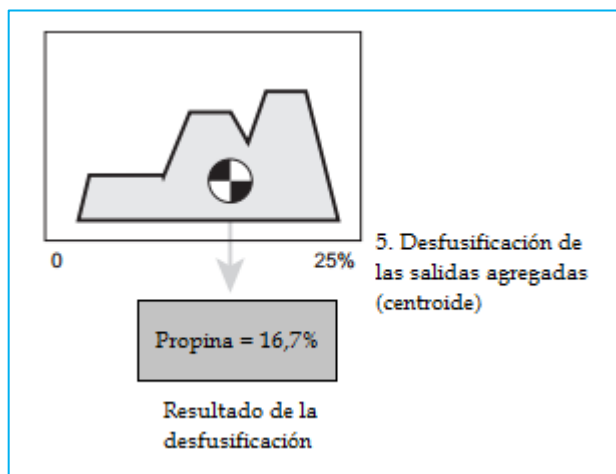 0
25%
5. Desfusificación de
las salidas agregadas
(centroide)
Propina = 16,7%
Resultado de la
desfusificación